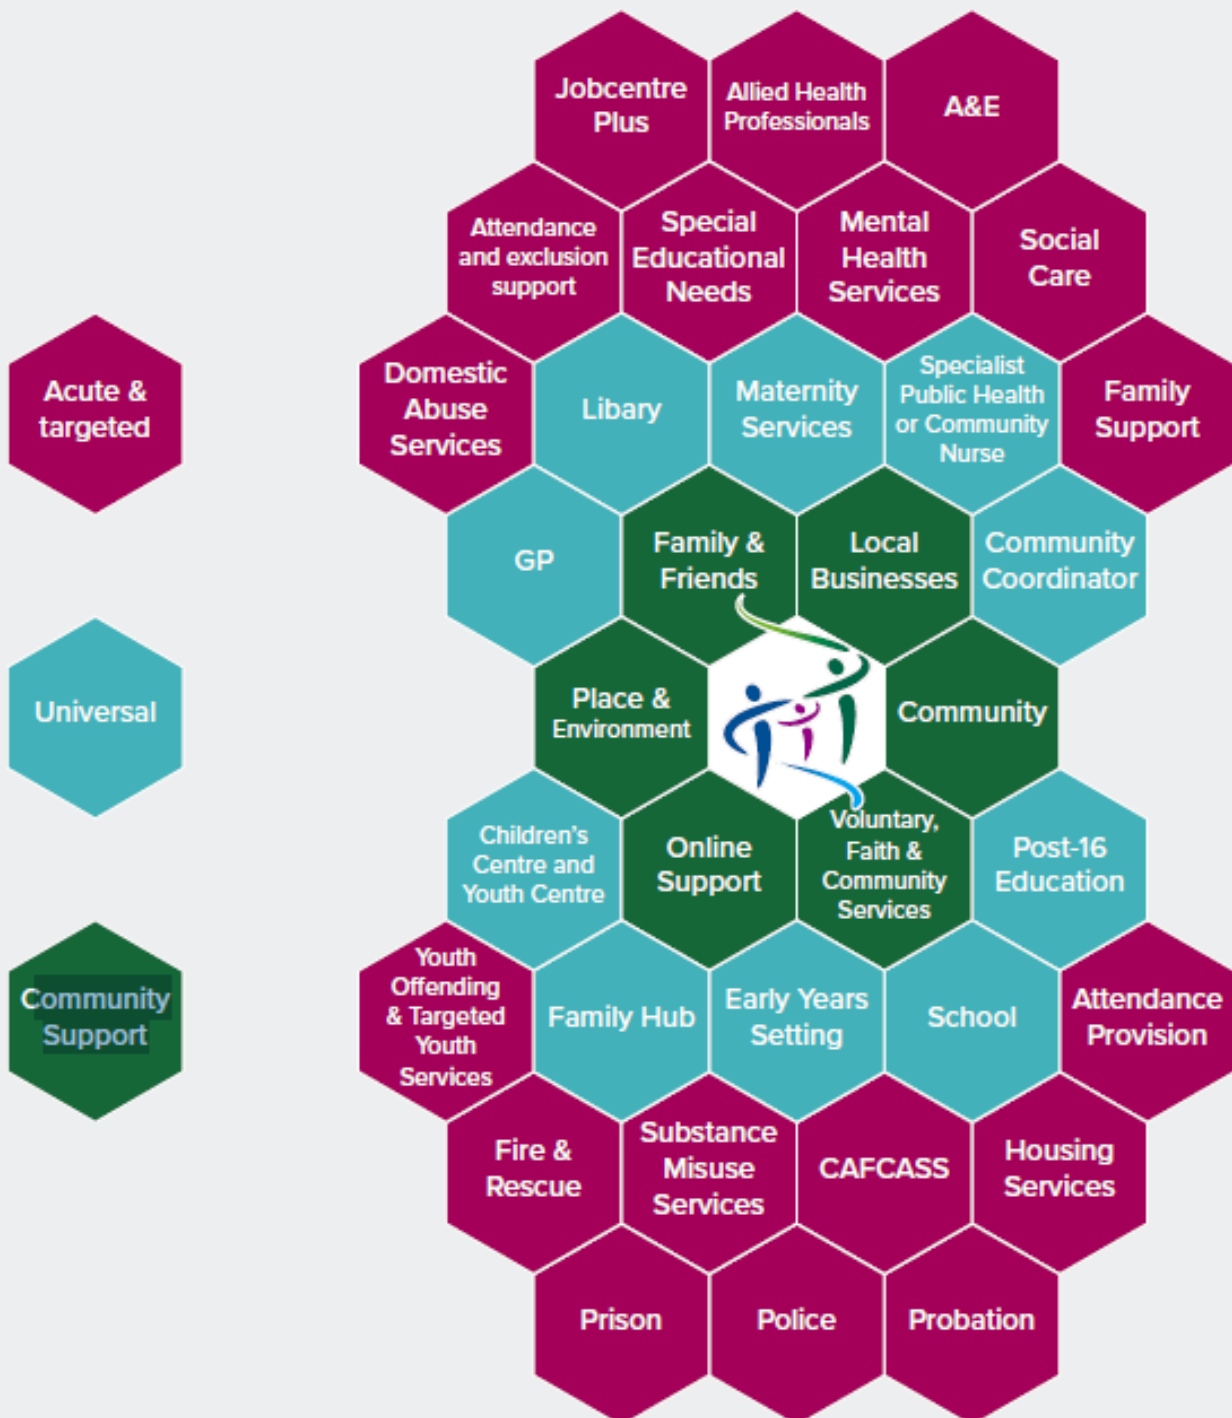 Jobcentre
Plus
Allied Health
Professionals
A&E
Attendance
and exclusion
support
Special
Educational
Needs
Mental
Health
Services
Social
Care
Acute &
targeted
Domestic
Abuse
Services
Libary
Maternity
Services
Specialist
Public Health
or Community
Nurse
Family
Support
GP
Family &
Friends
Local
Businesses
Community
Coordinator
Universal
Place &
Environment
Community
Children's
Centre and
Youth Centre
Online
Support
Voluntary,
Faith &
Community
Services
Post-16
Education
Community
Support
Youth
Offending
& Targeted
Youth
Services
Family Hub
Early Years
Setting
School
Attendance
Provision
Fire &
Rescue
Substance
Misuse
Services
CAFCASS
Housing
Services
Prison
Police
Probation